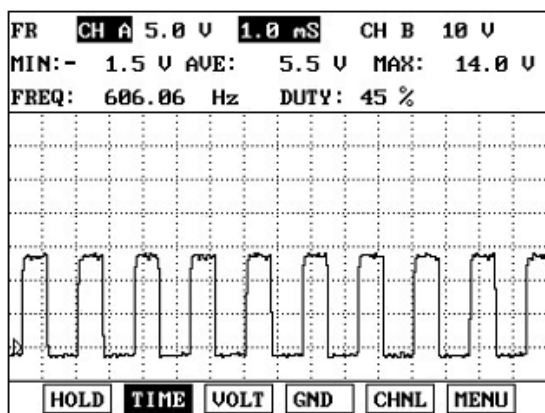 FR CH A 5.0 V 1.0 mS CH B 10 V
MIN:- 1.5 V AVE: 5.5 V MAX: 14.0 V
FREQ: 606.06 Hz DUTY: 45 %
HOLD TIME VOLT GND CHNL MENU